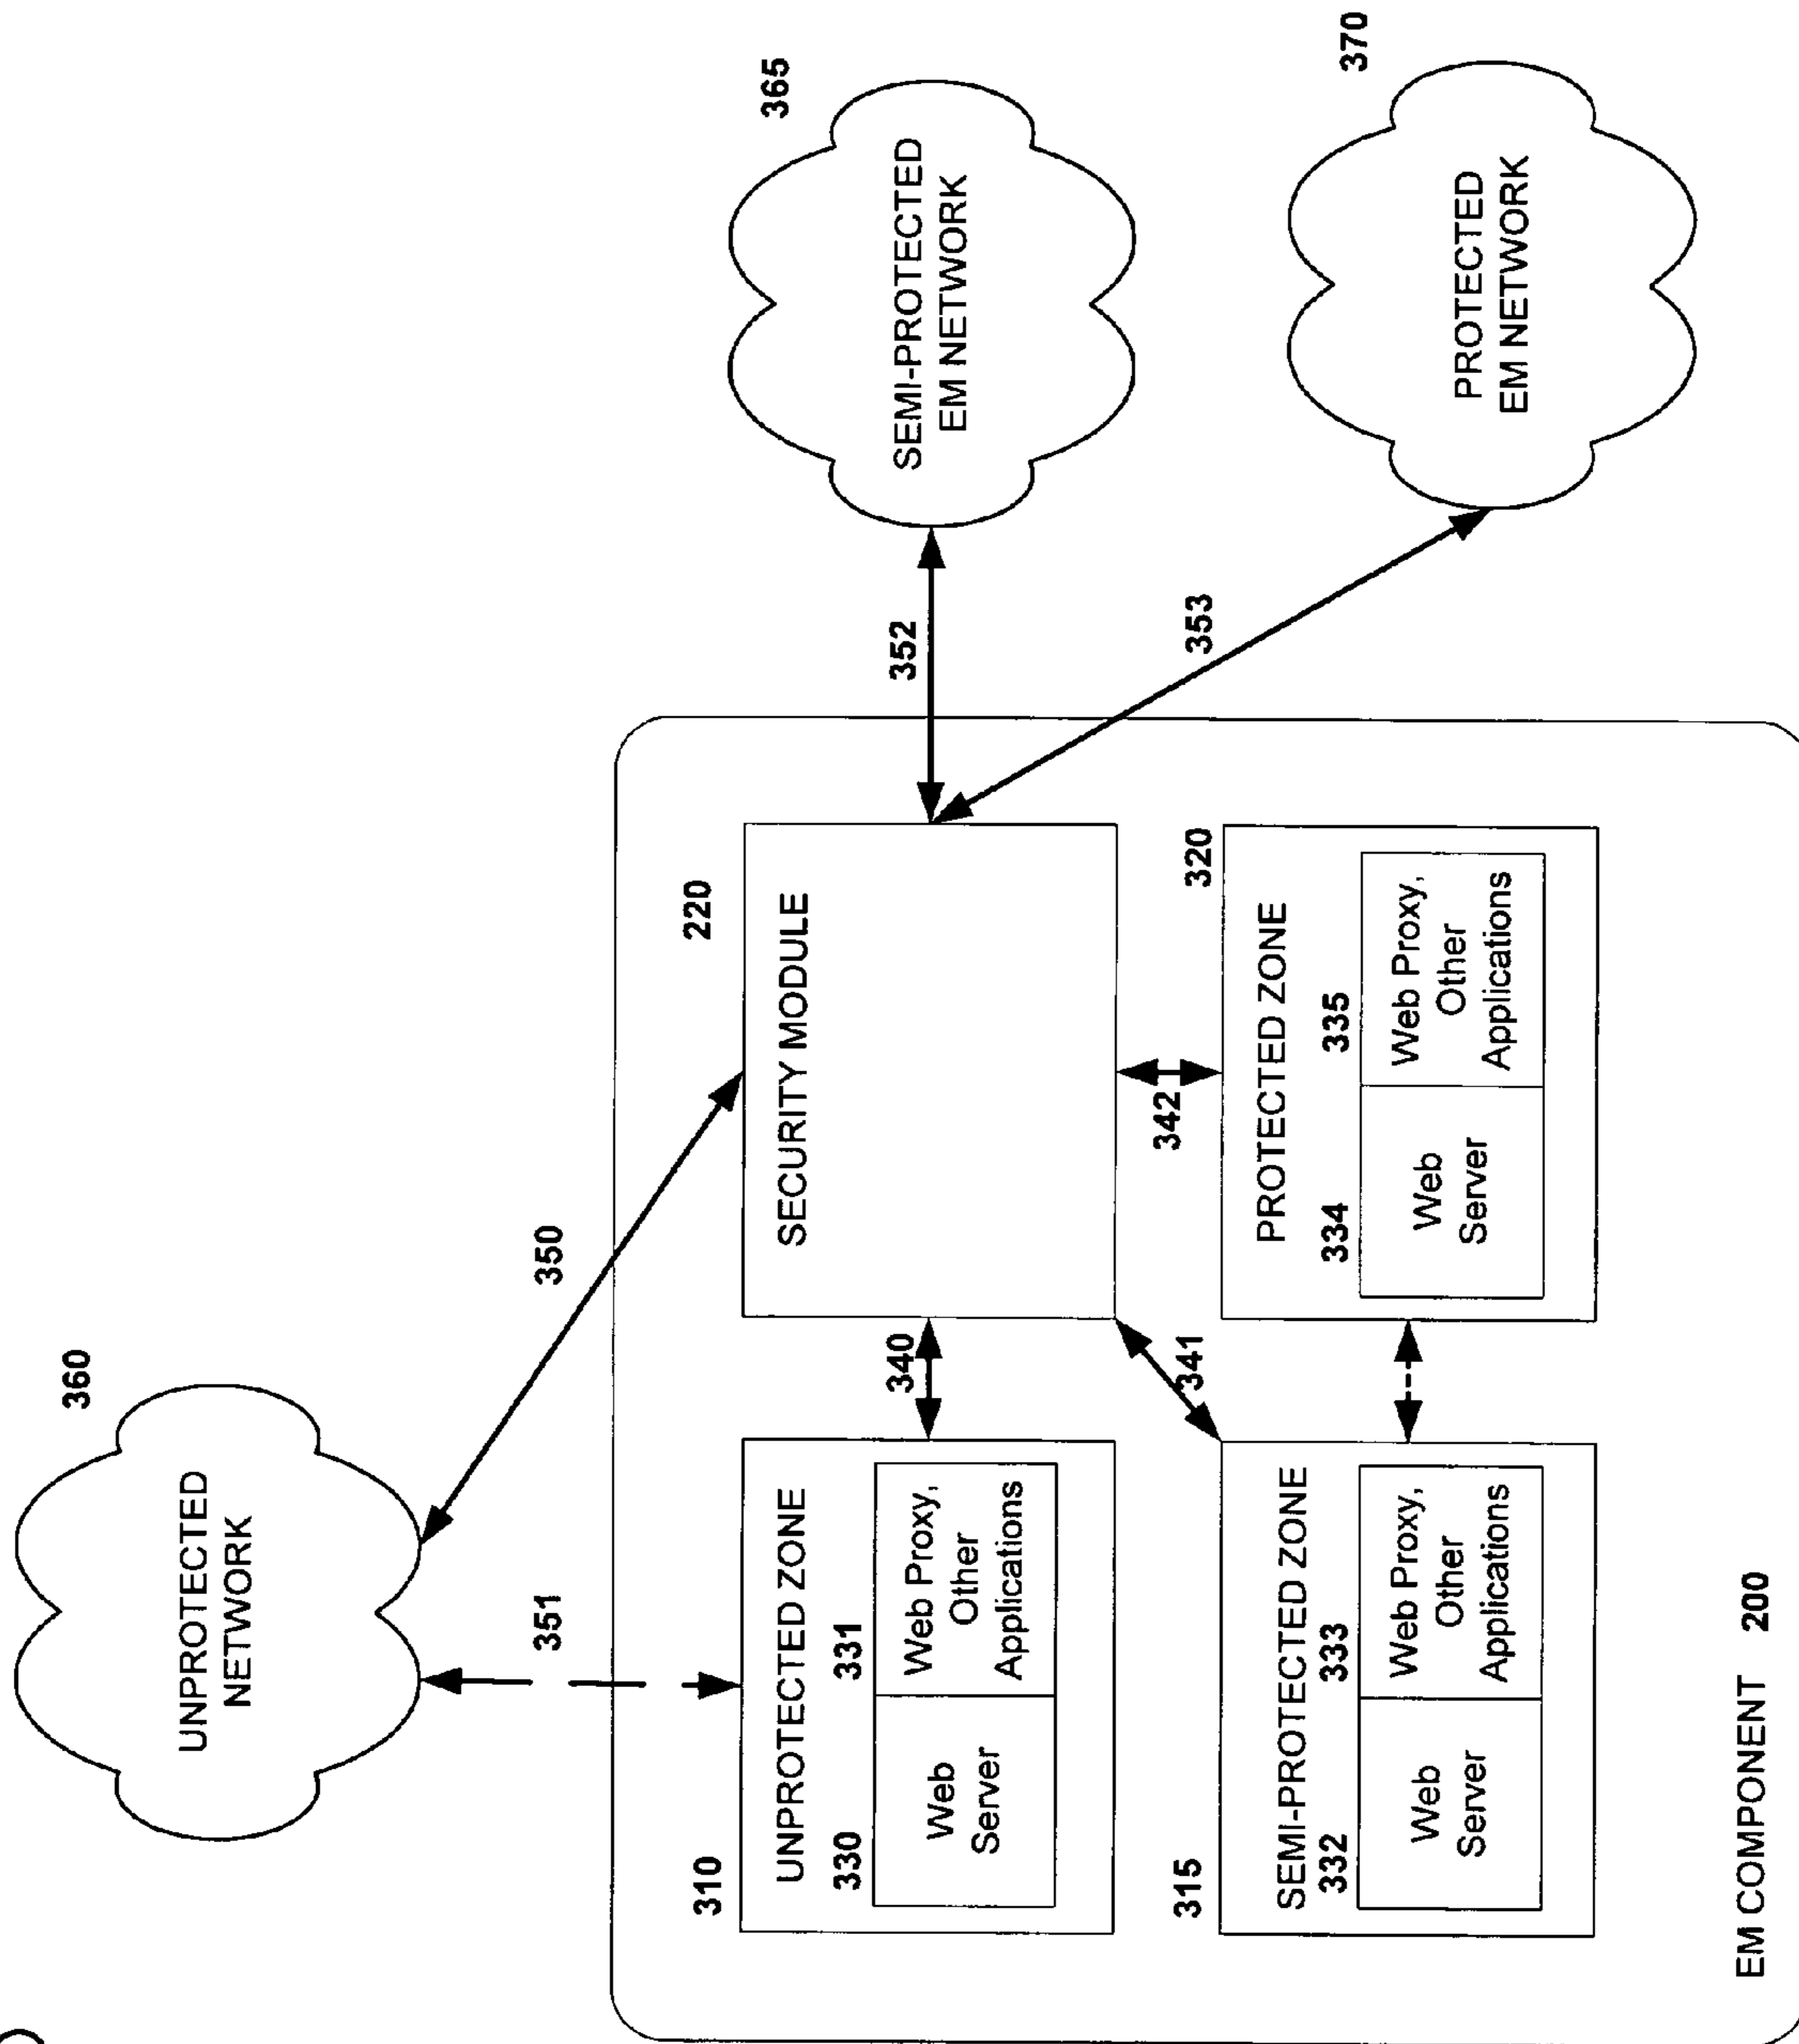 360
UNPROTECTED
NETWORK
351
350
365
SEMI-PROTECTED
EM NETWORK
352
370
PROTECTED
EM NETWORK
353
310
UNPROTECTED ZONE
330
331
Web
Server
Web Proxy,
Other
Applications
340
220
SECURITY MODULE
341
342
315
SEMI-PROTECTED ZONE
332
333
Web
Server
Web Proxy,
Other
Applications
320
PROTECTED ZONE
334
335
Web
Server
Web Proxy,
Other
Applications
EM COMPONENT 200